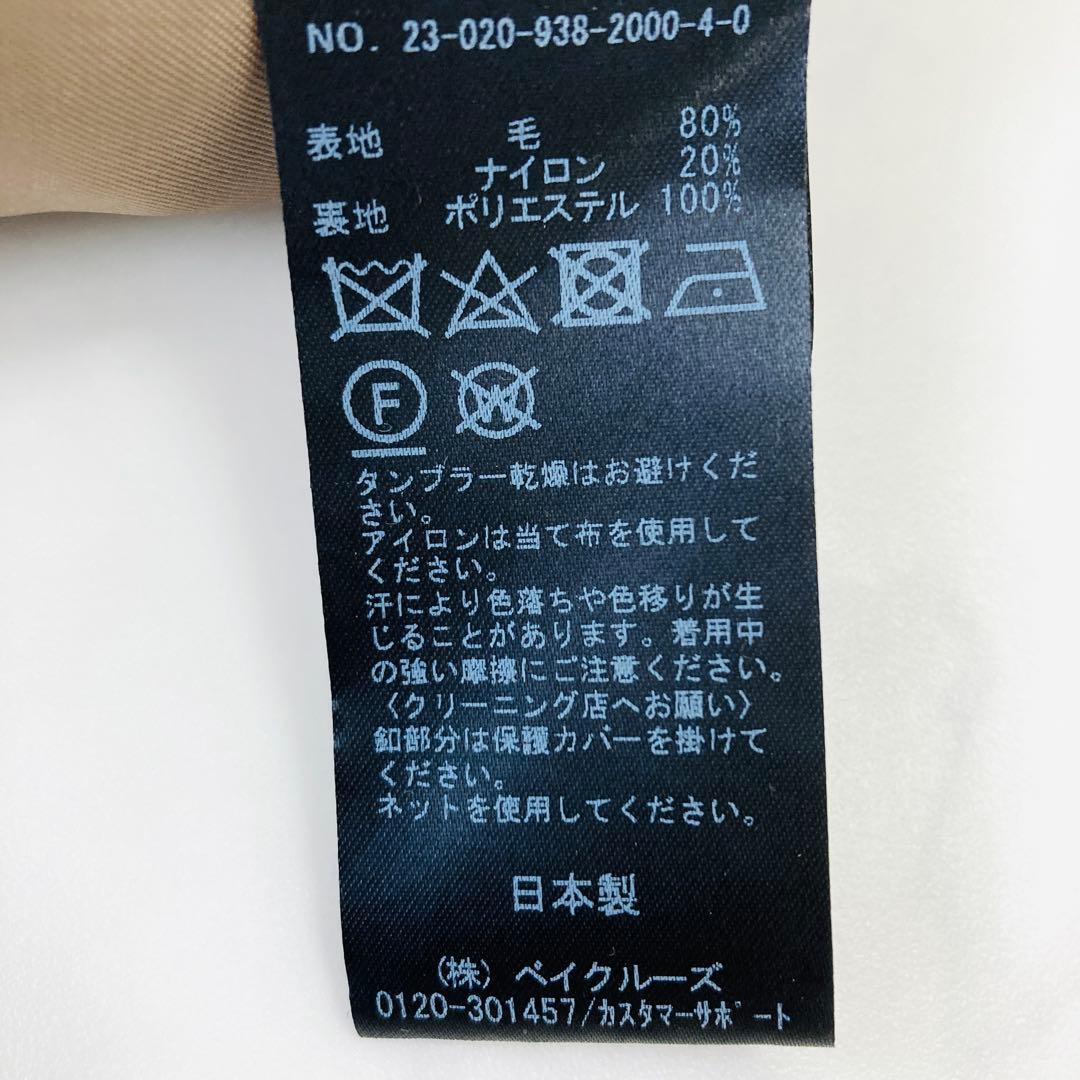 NO. 23-020-938-2000-4-0
表地 毛 80%
ナイロン 20%
裏地 ポリエステル 100%
F W
タンブラー乾燥はお避けくだ
さい。
アイロンは当て布を使用して
ください。
汗により色落ちや色移りが生
じることがあります。着用中
の強い摩擦にご注意ください。
〈クリーニング店へお願い〉
釦部分は保護カバーを掛けて
ください。
ネットを使用してください。
日本製
(株) ベイクルーズ
0120-301457/カスタマーサポート